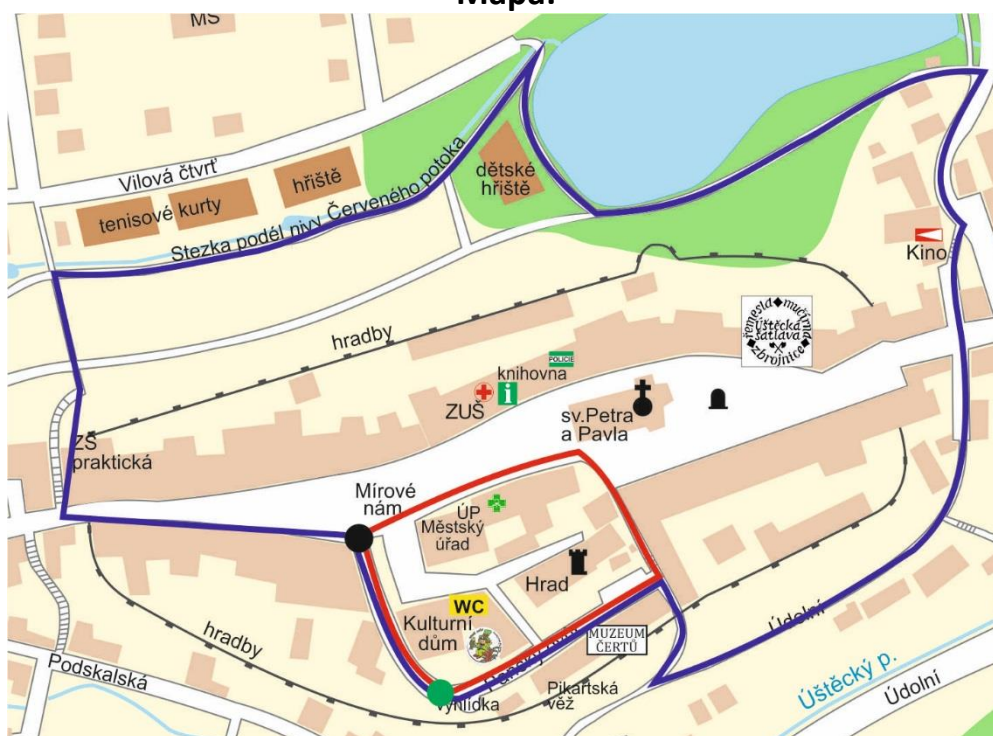 Mapa:
MŠ
Vilová čtvrť
hřiště
tenisové kurty
dětské
hřiště
Stezka podél nivy Červeného potoka
Kino
hradby
řemesla mučírna
Úštěcká
šatlava
zbrojnice
POLICIE
knihovna
ZUŠ
i
sv.Petra
a Pavla
ZŠ
praktická
Mírové
nám
ÚP
Městský
úřad
Hrad
WC
Kulturní
dům
hradby
MUZEUM
ČERTŮ
Údolní
Podskalská
Pikartská
věž
Vyhlídka
Úštěcký p.
Údolní